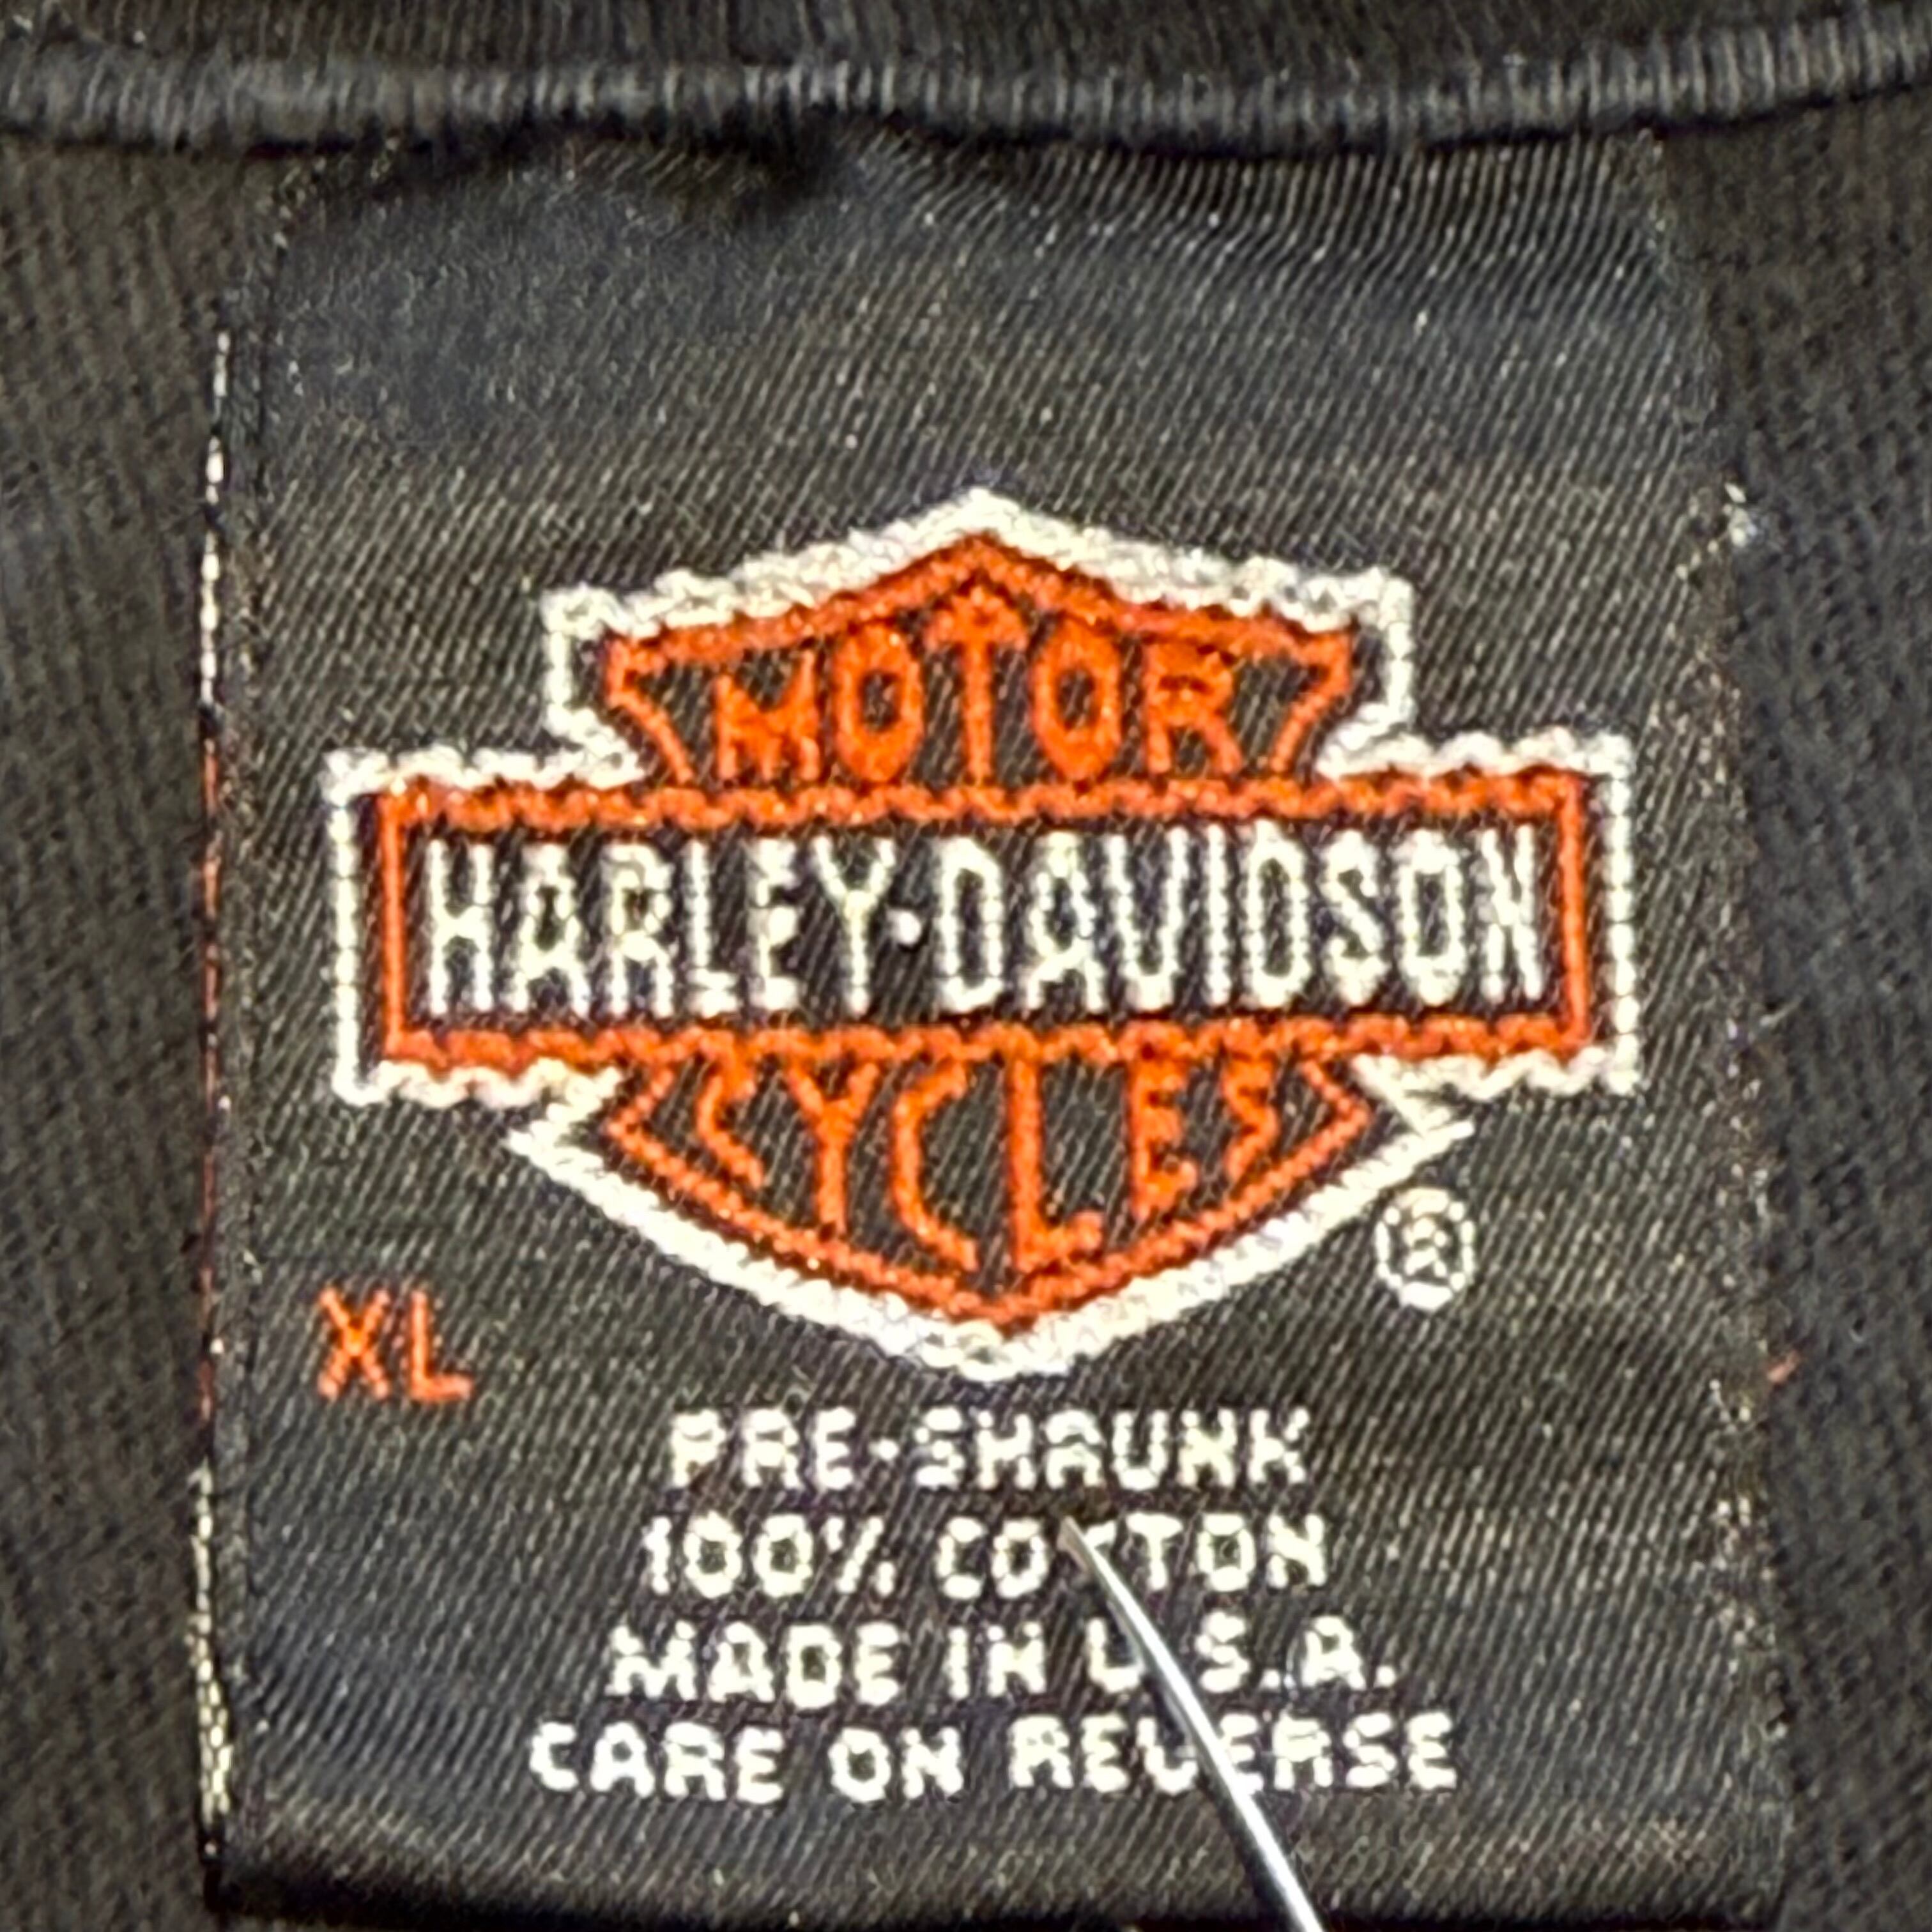 MOTOR
HARLEY-DAVIDSON
CYCLES
®
XL
PRE-SHRUNK
100% COTTON
MADE IN U.S.A.
CARE ON REVERSE